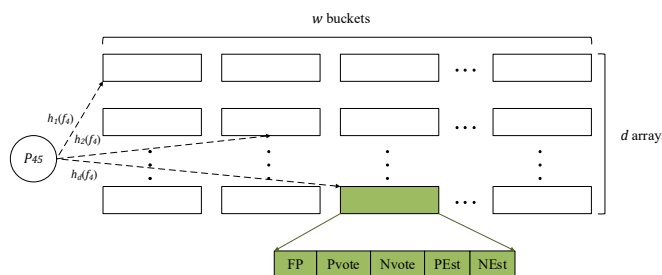 w buckets
...
h1(f4)
...
d array
h2(f4)
P45
hd(f4)
...
FP Pvote Nvote PEst NEst